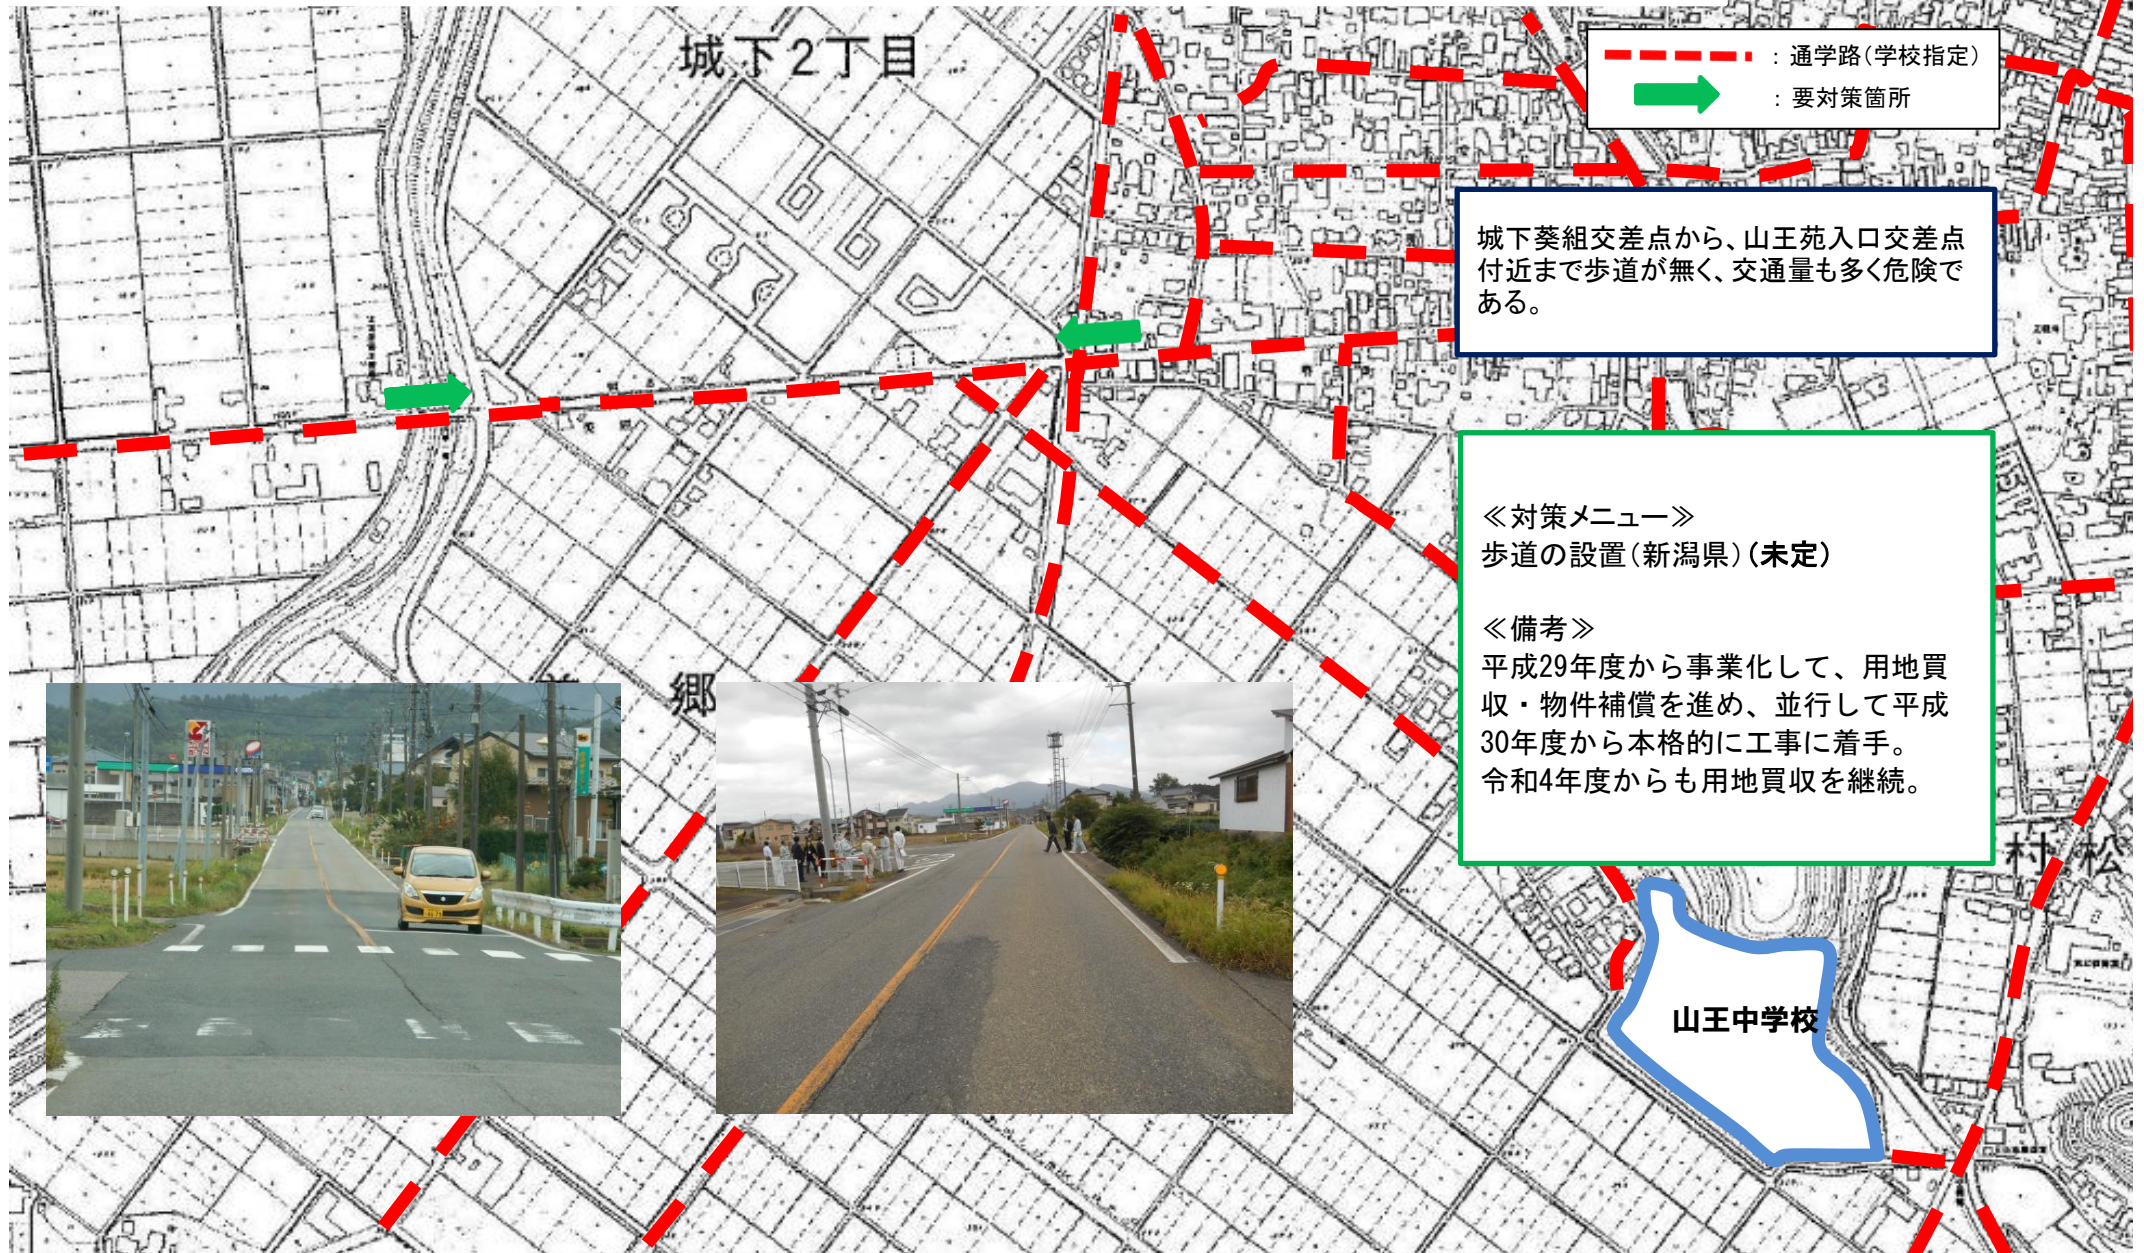 城下2丁目
：通学路(学校指定)
：要対策箇所
城下葵組交差点から、山王苑入口交差点
付近まで歩道が無く、交通量も多く危険で
ある。
≪対策メニュー≫
歩道の設置(新潟県)(未定)
≪備考≫
平成29年度から事業化して、用地買
収・物件補償を進め、並行して平成
30年度から本格的に工事に着手。
令和4年度からも用地買収を継続。
郷
村 松
山王中学校